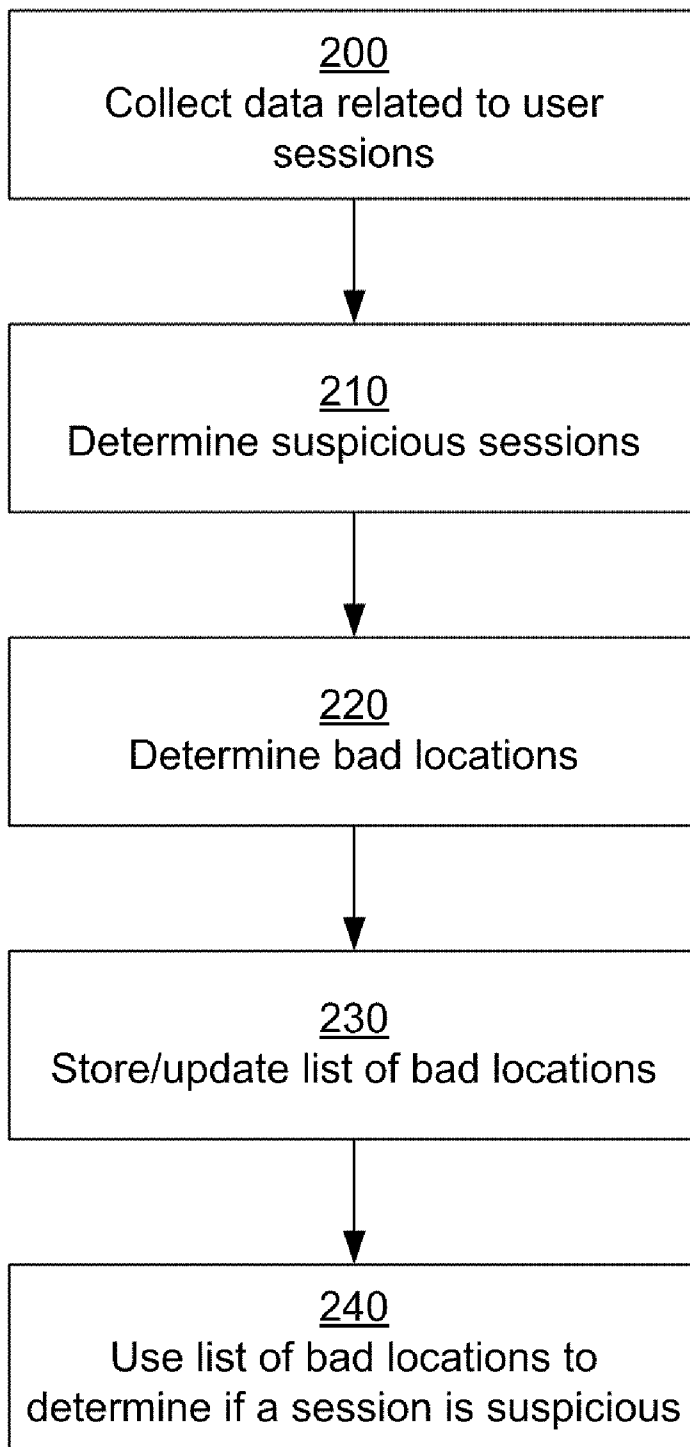 200
Collect data related to user
sessions
210
Determine suspicious sessions
220
Determine bad locations
230
Store/update list of bad locations
240
Use list of bad locations to
determine if a session is suspicious